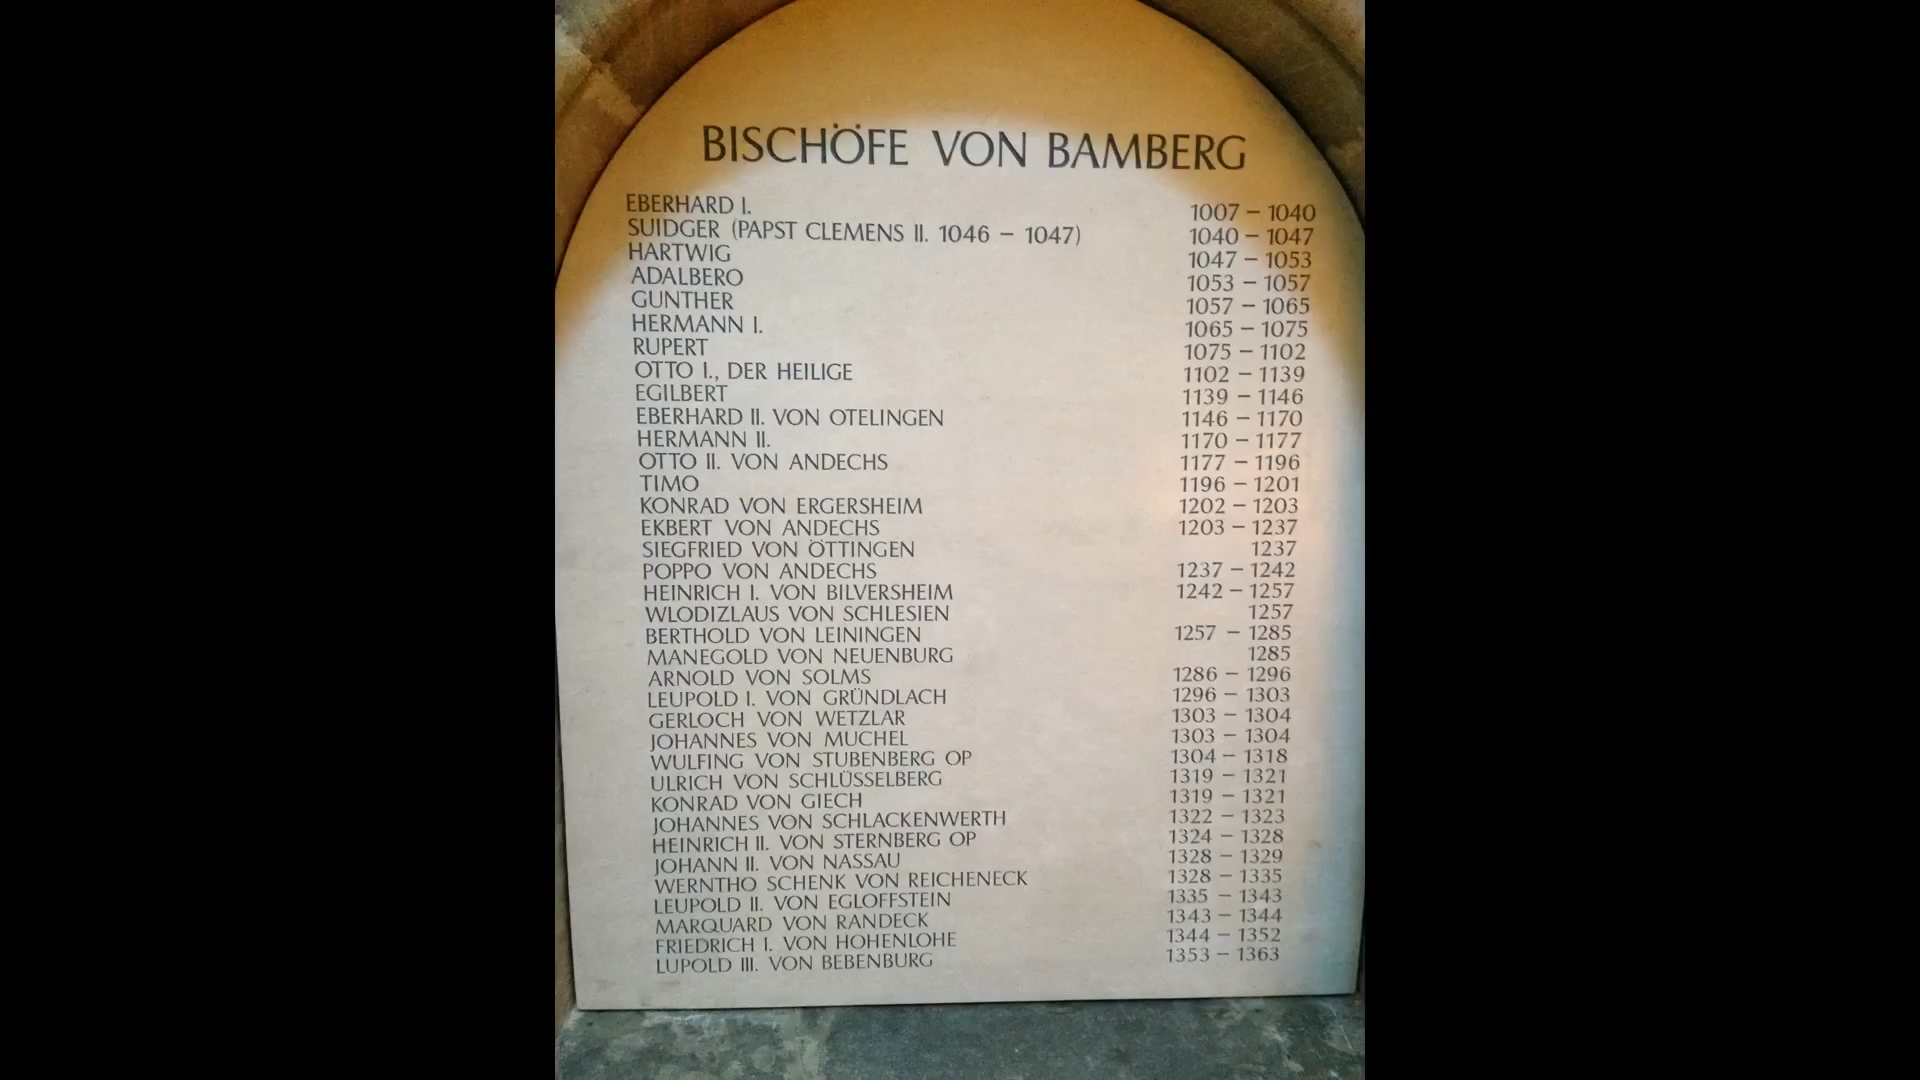 BISCHÖFE VON BAMBERG
EBERHARD I. 1007 – 1040
SUIDGER (PAPST CLEMENS II. 1046 – 1047) 1040 – 1047
HARTWIG 1047 – 1053
ADALBERO 1053 – 1057
GUNTHER 1057 – 1065
HERMANN I. 1065 – 1075
RUPERT 1075 – 1102
OTTO I., DER HEILIGE 1102 – 1139
EGILBERT 1139 – 1146
EBERHARD II. VON OTELINGEN 1146 – 1170
HERMANN II. 1170 – 1177
OTTO II. VON ANDECHS 1177 – 1196
TIMO 1196 – 1201
KONRAD VON ERGERSHEIM 1202 – 1203
EKBERT VON ANDECHS 1203 – 1237
SIEGFRIED VON ÖTTINGEN 1237
POPPO VON ANDECHS 1237 – 1242
HEINRICH I. VON BILVERSHEIM 1242 – 1257
WLODIZLAUS VON SCHLESIEN 1257
BERTHOLD VON LEININGEN 1257 – 1285
MANEGOLD VON NEUENBURG 1285
ARNOLD VON SOLMS 1286 – 1296
LEUPOLD I. VON GRÜNDLACH 1296 – 1303
GERLOCH VON WETZLAR 1303 – 1304
JOHANNES VON MUCHEL 1303 – 1304
WULFING VON STUBENBERG OP 1304 – 1318
ULRICH VON SCHLÜSSELBERG 1319 – 1321
KONRAD VON GIECH 1319 – 1321
JOHANNES VON SCHLACKENWERTH 1322 – 1323
HEINRICH II. VON STERNBERG OP 1324 – 1328
JOHANN II. VON NASSAU 1328 – 1329
WERNTHO SCHENK VON REICHENECK 1328 – 1335
LEUPOLD II. VON EGLOFFSTEIN 1335 – 1343
MARQUARD VON RANDECK 1343 – 1344
FRIEDRICH I. VON HOHENLOHE 1344 – 1352
LUPOLD III. VON BEBENBURG 1353 – 1363